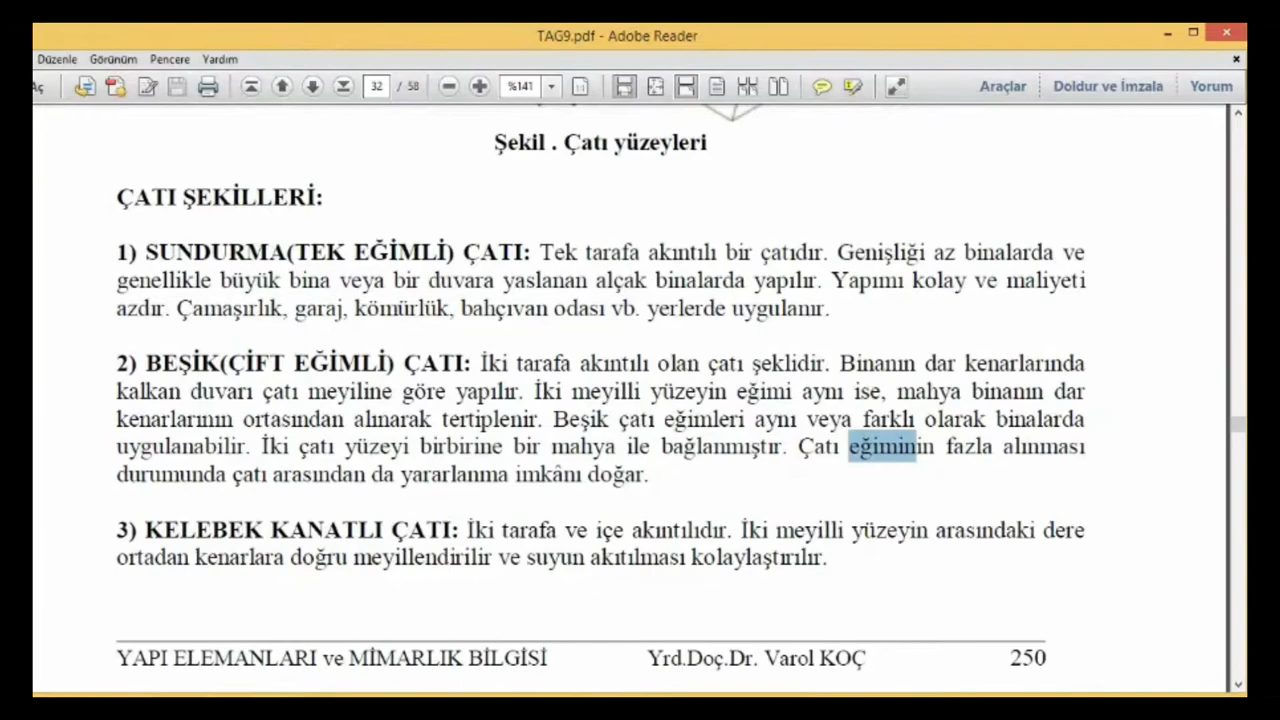 TAG9.pdf - Adobe Reader
Düzenle Görünüm Pencere Yardım
Aç 32 / 58 %141 Araçlar Doldur ve İmzala Yorum
Şekil . Çatı yüzeyleri
ÇATI ŞEKİLLERİ:
1) SUNDURMA(TEK EĞİMLİ) ÇATI: Tek tarafa akıntılı bir çatıdır. Genişliği az binalarda ve
genellikle büyük bina veya bir duvara yaslanan alçak binalarda yapılır. Yapımı kolay ve maliyeti
azdır. Çamaşırlık, garaj, kömürlük, bahçıvan odası vb. yerlerde uygulanır.
2) BEŞİK(ÇİFT EĞİMLİ) ÇATI: İki tarafa akıntılı olan çatı şeklidir. Binanın dar kenarlarında
kalkan duvarı çatı meyiline göre yapılır. İki meyilli yüzeyin eğimi aynı ise, mahya binanın dar
kenarlarının ortasından alınarak tertiplenir. Beşik çatı eğimleri aynı veya farklı olarak binalarda
uygulanabilir. İki çatı yüzeyi birbirine bir mahya ile bağlanmıştır. Çatı eğiminin fazla alınması
durumunda çatı arasından da yararlanma imkânı doğar.
3) KELEBEK KANATLI ÇATI: İki tarafa ve içe akıntılıdır. İki meyilli yüzeyin arasındaki dere
ortadan kenarlara doğru meyillendirilir ve suyun akıtılması kolaylaştırılır.
YAPI ELEMANLARI ve MİMARLIK BİLGİSİ Yrd.Doç.Dr. Varol KOÇ 250